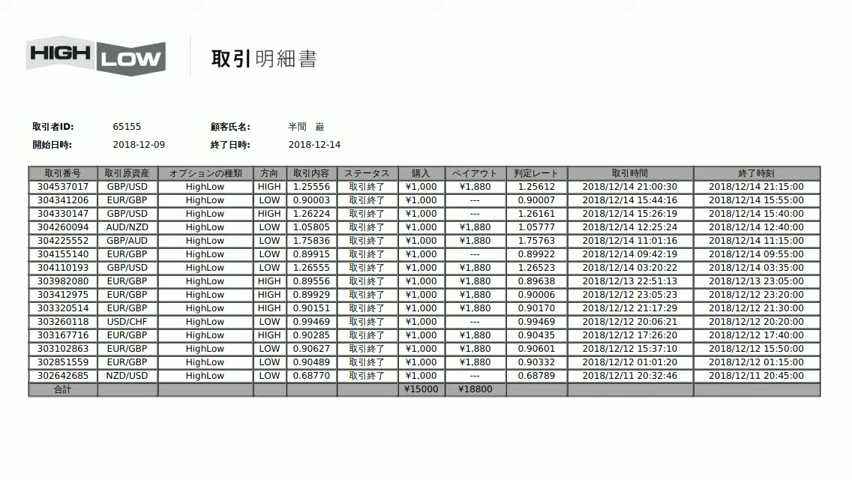 HIGH LOW
取引明細書
取引者ID: 65155 顧客氏名: 半間 巌
開始日時: 2018-12-09 終了日時: 2018-12-14
取引番号 取引原資産 オプションの種類 方向 取引内容 ステータス 購入 ペイアウト 判定レート 取引時間 終了時刻
304537017 GBP/USD HighLow HIGH 1.25556 取引終了 ¥1,000 ¥1,880 1.25612 2018/12/14 21:00:30 2018/12/14 21:15:00
304341206 EUR/GBP HighLow LOW 0.90003 取引終了 ¥1,000 --- 0.90007 2018/12/14 15:44:16 2018/12/14 15:55:00
304330147 GBP/USD HighLow HIGH 1.26224 取引終了 ¥1,000 --- 1.26161 2018/12/14 15:26:19 2018/12/14 15:40:00
304260094 AUD/NZD HighLow LOW 1.05805 取引終了 ¥1,000 ¥1,880 1.05777 2018/12/14 12:25:24 2018/12/14 12:40:00
304225552 GBP/AUD HighLow LOW 1.75836 取引終了 ¥1,000 ¥1,880 1.75763 2018/12/14 11:01:16 2018/12/14 11:15:00
304155140 EUR/GBP HighLow LOW 0.89915 取引終了 ¥1,000 --- 0.89922 2018/12/14 09:42:19 2018/12/14 09:55:00
304110193 GBP/USD HighLow LOW 1.26555 取引終了 ¥1,000 ¥1,880 1.26523 2018/12/14 03:20:22 2018/12/14 03:35:00
303982080 EUR/GBP HighLow HIGH 0.89556 取引終了 ¥1,000 ¥1,880 0.89638 2018/12/13 22:51:13 2018/12/13 23:05:00
303412975 EUR/GBP HighLow HIGH 0.89929 取引終了 ¥1,000 ¥1,880 0.90006 2018/12/12 23:05:23 2018/12/12 23:20:00
303320514 EUR/GBP HighLow HIGH 0.90151 取引終了 ¥1,000 ¥1,880 0.90170 2018/12/12 21:17:29 2018/12/12 21:30:00
303260118 USD/CHF HighLow LOW 0.99469 取引終了 ¥1,000 --- 0.99469 2018/12/12 20:06:21 2018/12/12 20:20:00
303167716 EUR/GBP HighLow HIGH 0.90285 取引終了 ¥1,000 ¥1,880 0.90435 2018/12/12 17:26:20 2018/12/12 17:40:00
303102863 EUR/GBP HighLow LOW 0.90627 取引終了 ¥1,000 ¥1,880 0.90601 2018/12/12 15:37:10 2018/12/12 15:50:00
302851559 EUR/GBP HighLow LOW 0.90489 取引終了 ¥1,000 ¥1,880 0.90332 2018/12/12 01:01:20 2018/12/12 01:15:00
302642685 NZD/USD HighLow LOW 0.68770 取引終了 ¥1,000 --- 0.68789 2018/12/11 20:32:46 2018/12/11 20:45:00
合計 ¥15000 ¥18800